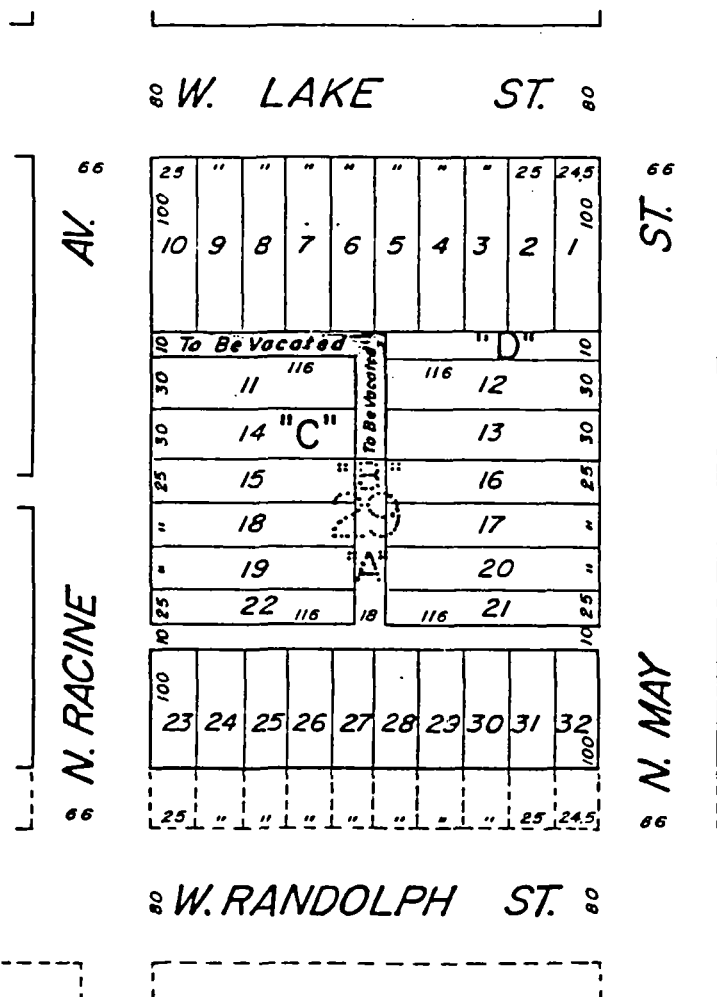 80 W. LAKE ST. 80
66 66
25 " " " " " " " 25 24.5
100 100
AV. ST.
10 9 8 7 6 5 4 3 2 1
10 To Be Vacated "D" 10
To Be Vacated
116 116
30 11 12 30
30 14 "C" 13 30
25 15 16 25
" "
" 18 17 "
" 19 "A" 20 "
25 22 116 18 116 21 25
10 10
N. RACINE N. MAY
100
23 24 25 26 27 28 29 30 31 32
100
66 25 " " " " " " " 25 24.5 66
80 W. RANDOLPH ST. 80